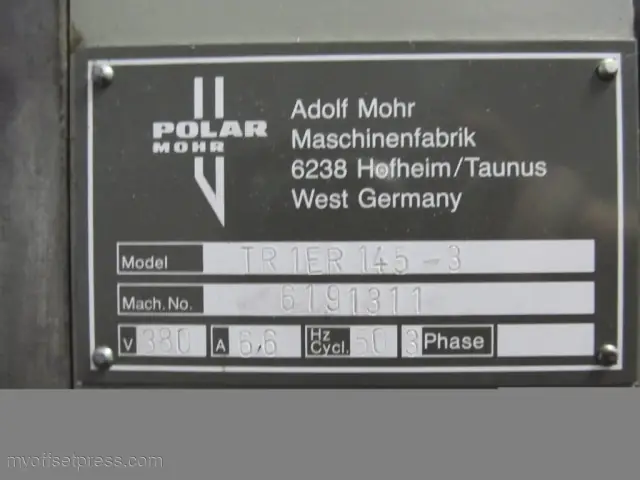 POLAR
MOHR
Adolf Mohr
Maschinenfabrik
6238 Hofheim/Taunus
West Germany
Model TR 1ER 145-3
Mach.No. 6191311
V 380 A 6,6 Hz Cycl. 50 3 Phase
myoffsetpress.com